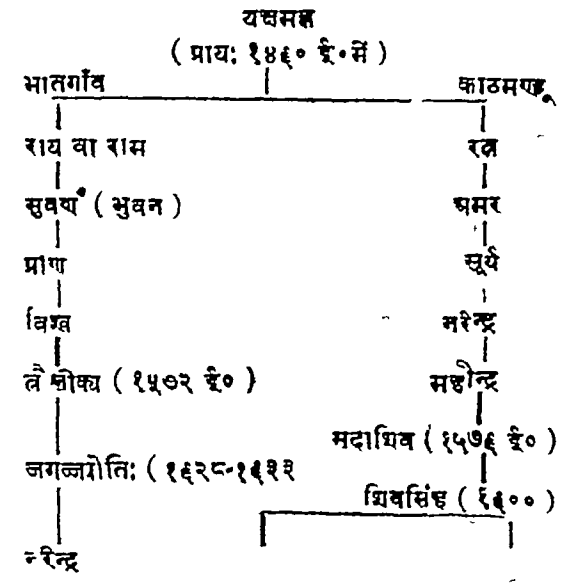 यक्षमल्ल
( प्रायः १४६० ई॰में )
भातगाँव
काठमण्डू
राय वा राम
रत्न
सुवर्ण ( भुवन )
अमर
प्राण
सूर्य
विश्व
नरेन्द्र
त्रैलोक्य ( १५७२ ई० )
महीन्द्र
सदाशिव ( १५७६ ई० )
जगज्ज्योतिः ( १६२८-१६३३
शिवसिंह ( १६०० )
नरेन्द्र